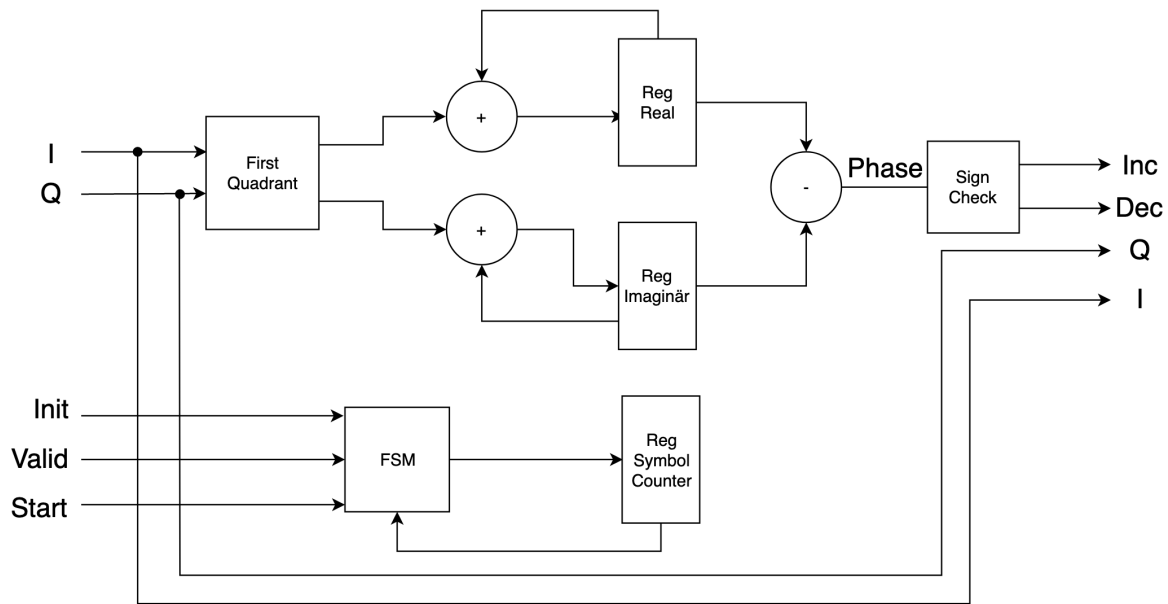 Reg
Real
+
I
Q
First
Quadrant
-
Phase
Sign
Check
Inc
Dec
Q
I
+
Reg
Imaginär
Init
Valid
Start
FSM
Reg
Symbol
Counter